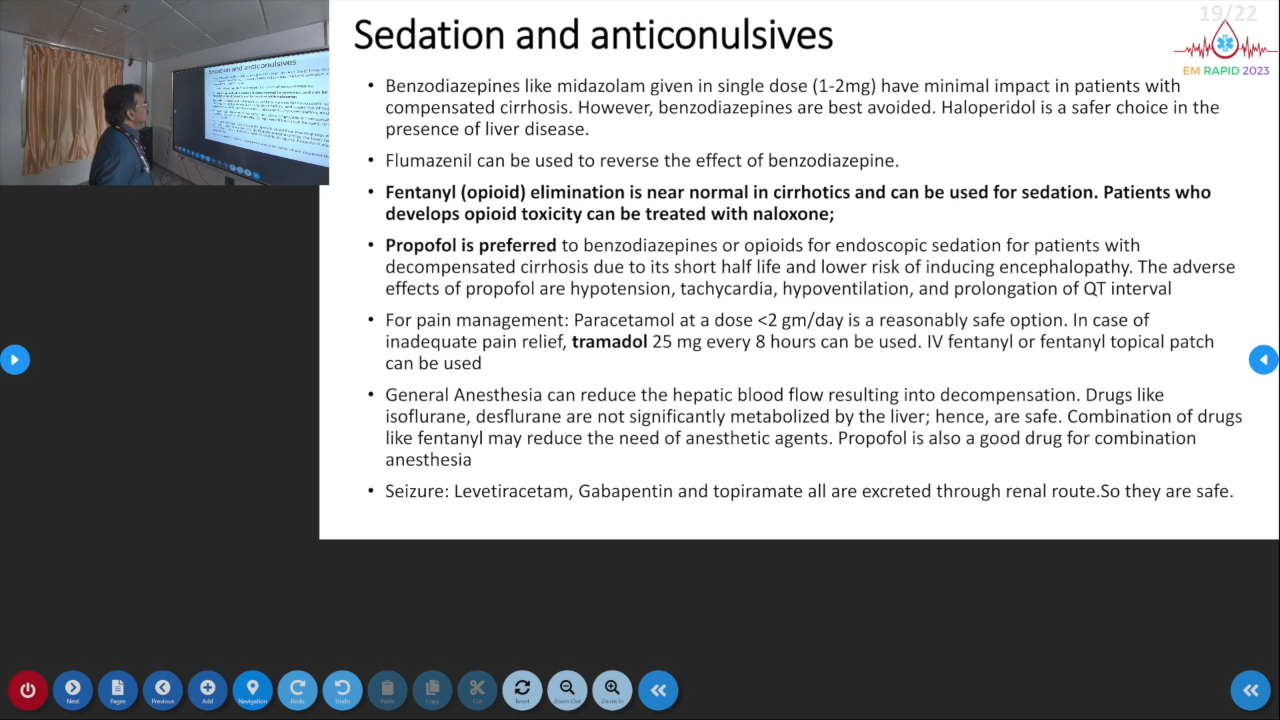 Sedation and anticonulsives
19/22
EM RAPID 2023
• Benzodiazepines like midazolam given in single dose (1-2mg) have minimal impact in patients with
compensated cirrhosis. However, benzodiazepines are best avoided. Haloperidol is a safer choice in the
presence of liver disease.
• Flumazenil can be used to reverse the effect of benzodiazepine.
• Fentanyl (opioid) elimination is near normal in cirrhotics and can be used for sedation. Patients who
develops opioid toxicity can be treated with naloxone;
• Propofol is preferred to benzodiazepines or opioids for endoscopic sedation for patients with
decompensated cirrhosis due to its short half life and lower risk of inducing encephalopathy. The adverse
effects of propofol are hypotension, tachycardia, hypoventilation, and prolongation of QT interval
• For pain management: Paracetamol at a dose <2 gm/day is a reasonably safe option. In case of
inadequate pain relief, tramadol 25 mg every 8 hours can be used. IV fentanyl or fentanyl topical patch
can be used
• General Anesthesia can reduce the hepatic blood flow resulting into decompensation. Drugs like
isoflurane, desflurane are not significantly metabolized by the liver; hence, are safe. Combination of drugs
like fentanyl may reduce the need of anesthetic agents. Propofol is also a good drug for combination
anesthesia
• Seizure: Levetiracetam, Gabapentin and topiramate all are excreted through renal route.So they are safe.
Sedation and anticonulsives
Next Pages Previous Add Navigation Redo Undo Paste Copy Cut Reset Zoom Out Zoom In